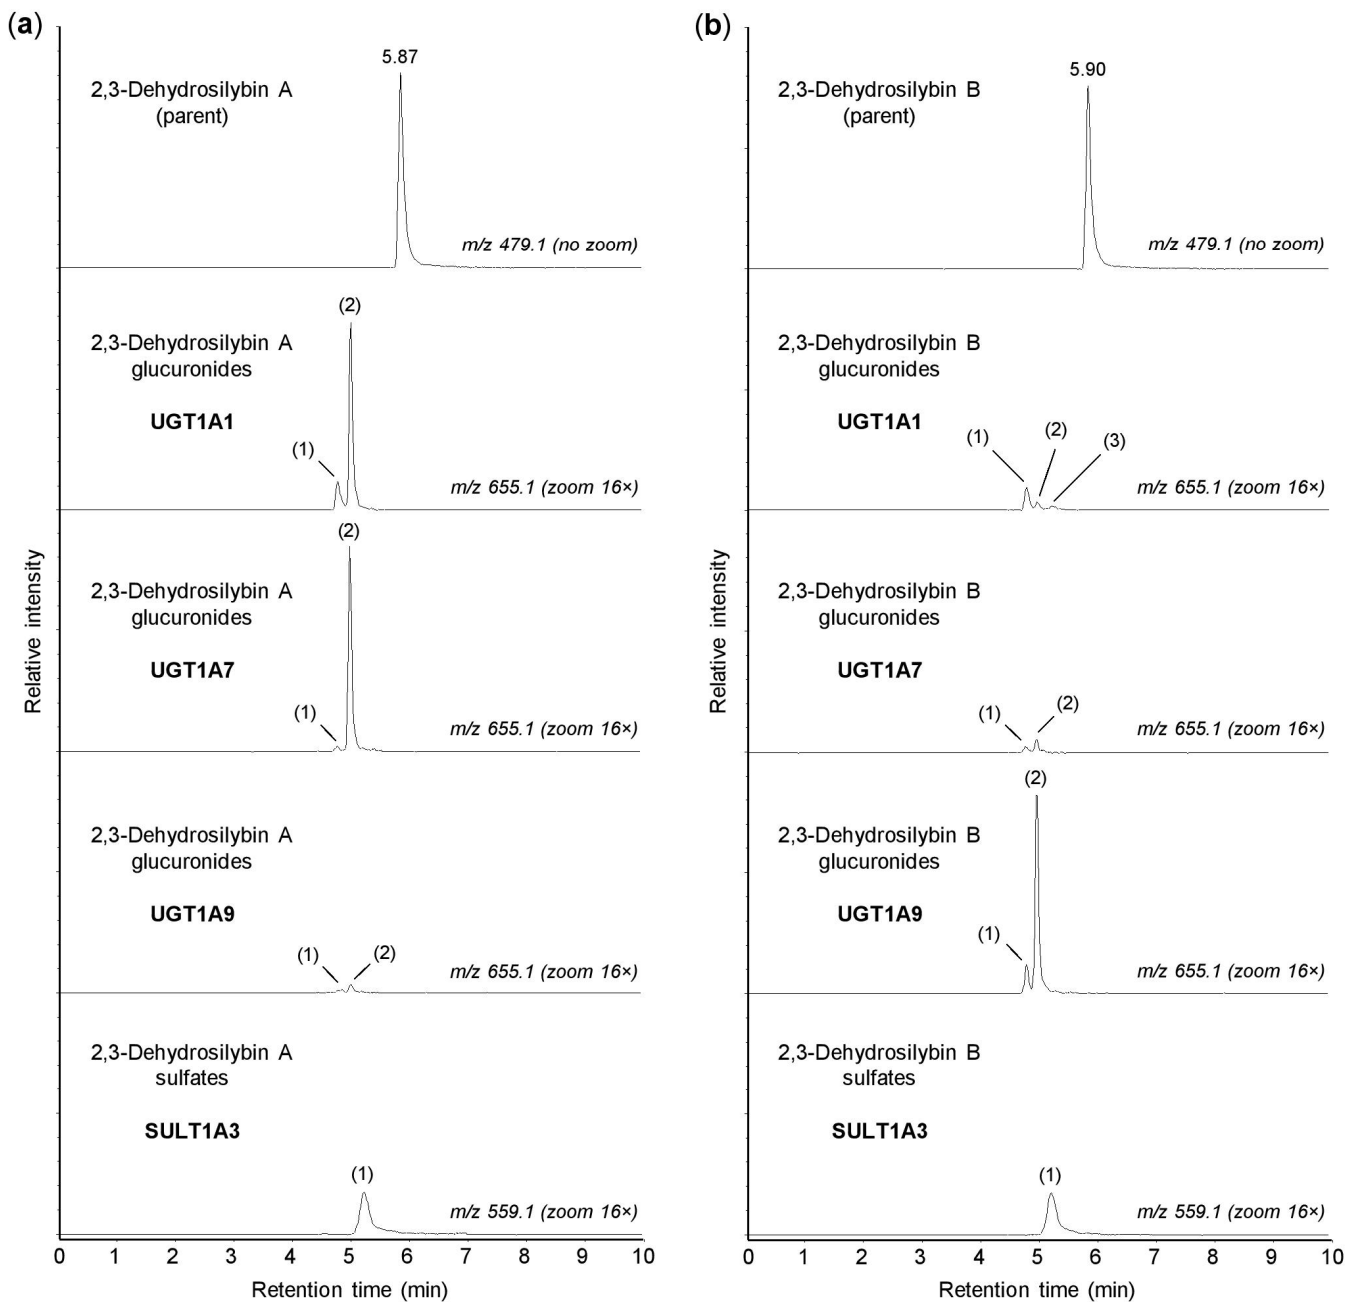 (a)
5.87
2,3-Dehydrosilybin A
(parent)
m/z 479.1 (no zoom)
(2)
2,3-Dehydrosilybin A
glucuronides
UGT1A1
(1)
m/z 655.1 (zoom 16×)
(2)
2,3-Dehydrosilybin A
glucuronides
UGT1A7
(1)
m/z 655.1 (zoom 16×)
2,3-Dehydrosilybin A
glucuronides
UGT1A9
(1)
(2)
m/z 655.1 (zoom 16×)
2,3-Dehydrosilybin A
sulfates
SULT1A3
(1)
m/z 559.1 (zoom 16×)
Relative intensity
0 1 2 3 4 5 6 7 8 9 10
Retention time (min)
(b)
5.90
2,3-Dehydrosilybin B
(parent)
m/z 479.1 (no zoom)
2,3-Dehydrosilybin B
glucuronides
UGT1A1
(1)
(2)
(3)
m/z 655.1 (zoom 16×)
2,3-Dehydrosilybin B
glucuronides
UGT1A7
(1)
(2)
m/z 655.1 (zoom 16×)
(2)
2,3-Dehydrosilybin B
glucuronides
UGT1A9
(1)
m/z 655.1 (zoom 16×)
2,3-Dehydrosilybin B
sulfates
SULT1A3
(1)
m/z 559.1 (zoom 16×)
Relative intensity
0 1 2 3 4 5 6 7 8 9 10
Retention time (min)